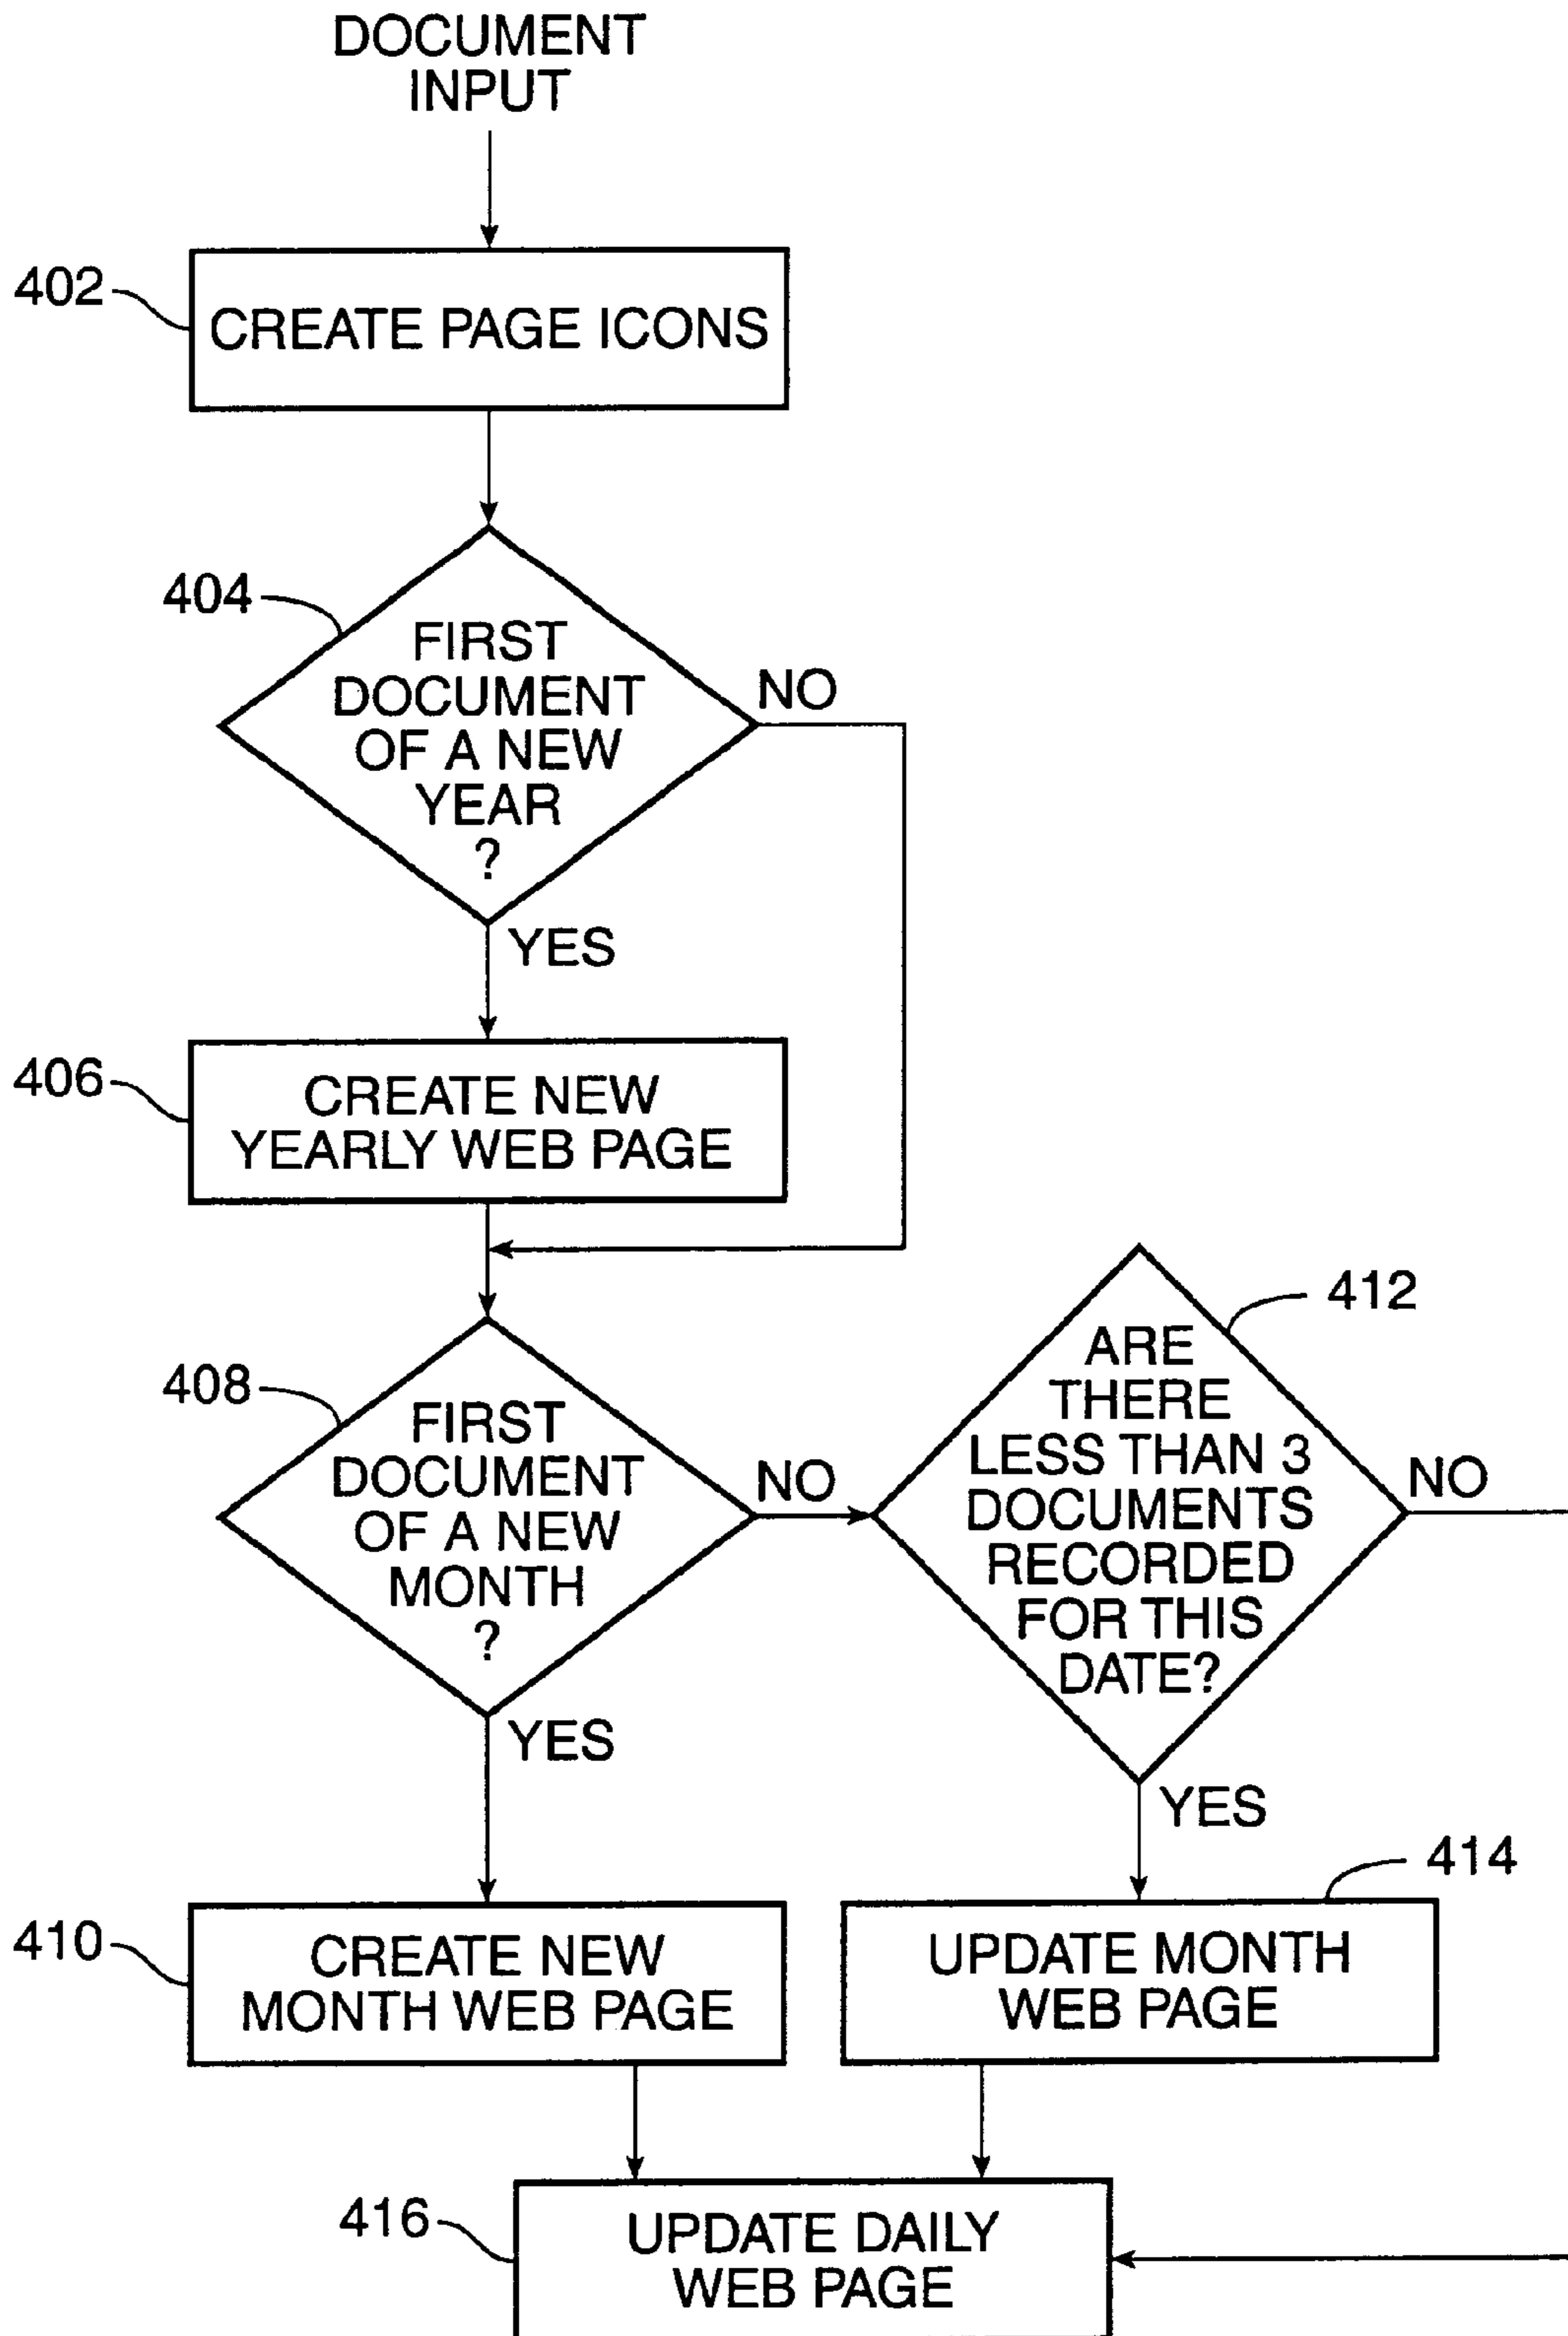 DOCUMENT
INPUT
402
CREATE PAGE ICONS
404
FIRST
DOCUMENT
OF A NEW
YEAR
?
NO
YES
406
CREATE NEW
YEARLY WEB PAGE
408
FIRST
DOCUMENT
OF A NEW
MONTH
?
NO
YES
412
ARE
THERE
LESS THAN 3
DOCUMENTS
RECORDED
FOR THIS
DATE?
NO
YES
410
CREATE NEW
MONTH WEB PAGE
414
UPDATE MONTH
WEB PAGE
416
UPDATE DAILY
WEB PAGE